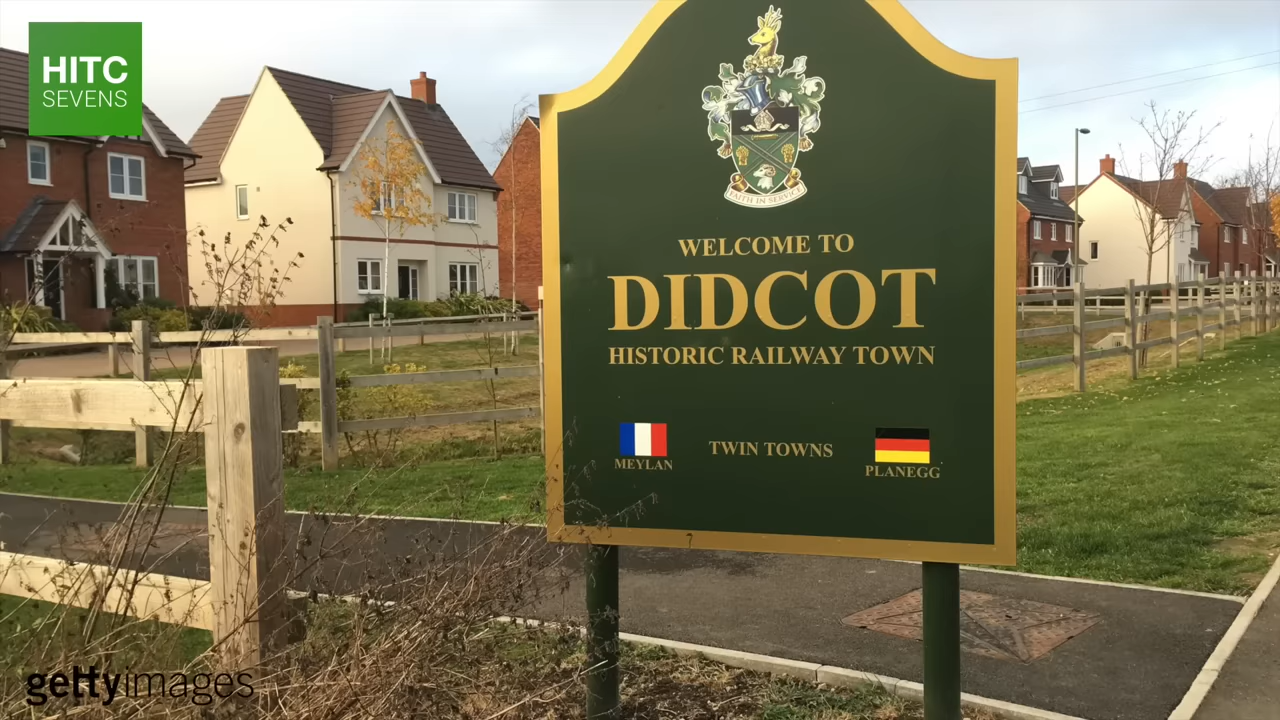 HITC
SEVENS
FAITH IN SERVICE
WELCOME TO
DIDCOT
HISTORIC RAILWAY TOWN
TWIN TOWNS
MEYLAN
PLANEGG
gettyimages